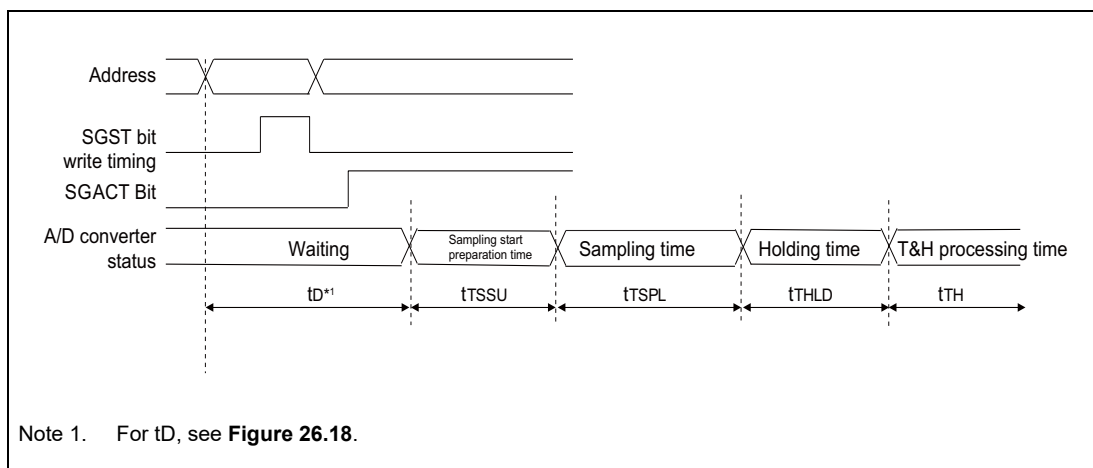 Address
SGST bit
write timing
SGACT Bit
A/D converter
status
Waiting
Sampling start
preparation time
Sampling time
Holding time
T&H processing time
tD*1
tTSSU
tTSPL
tTHLD
tTH
Note 1. For tD, see Figure 26.18.